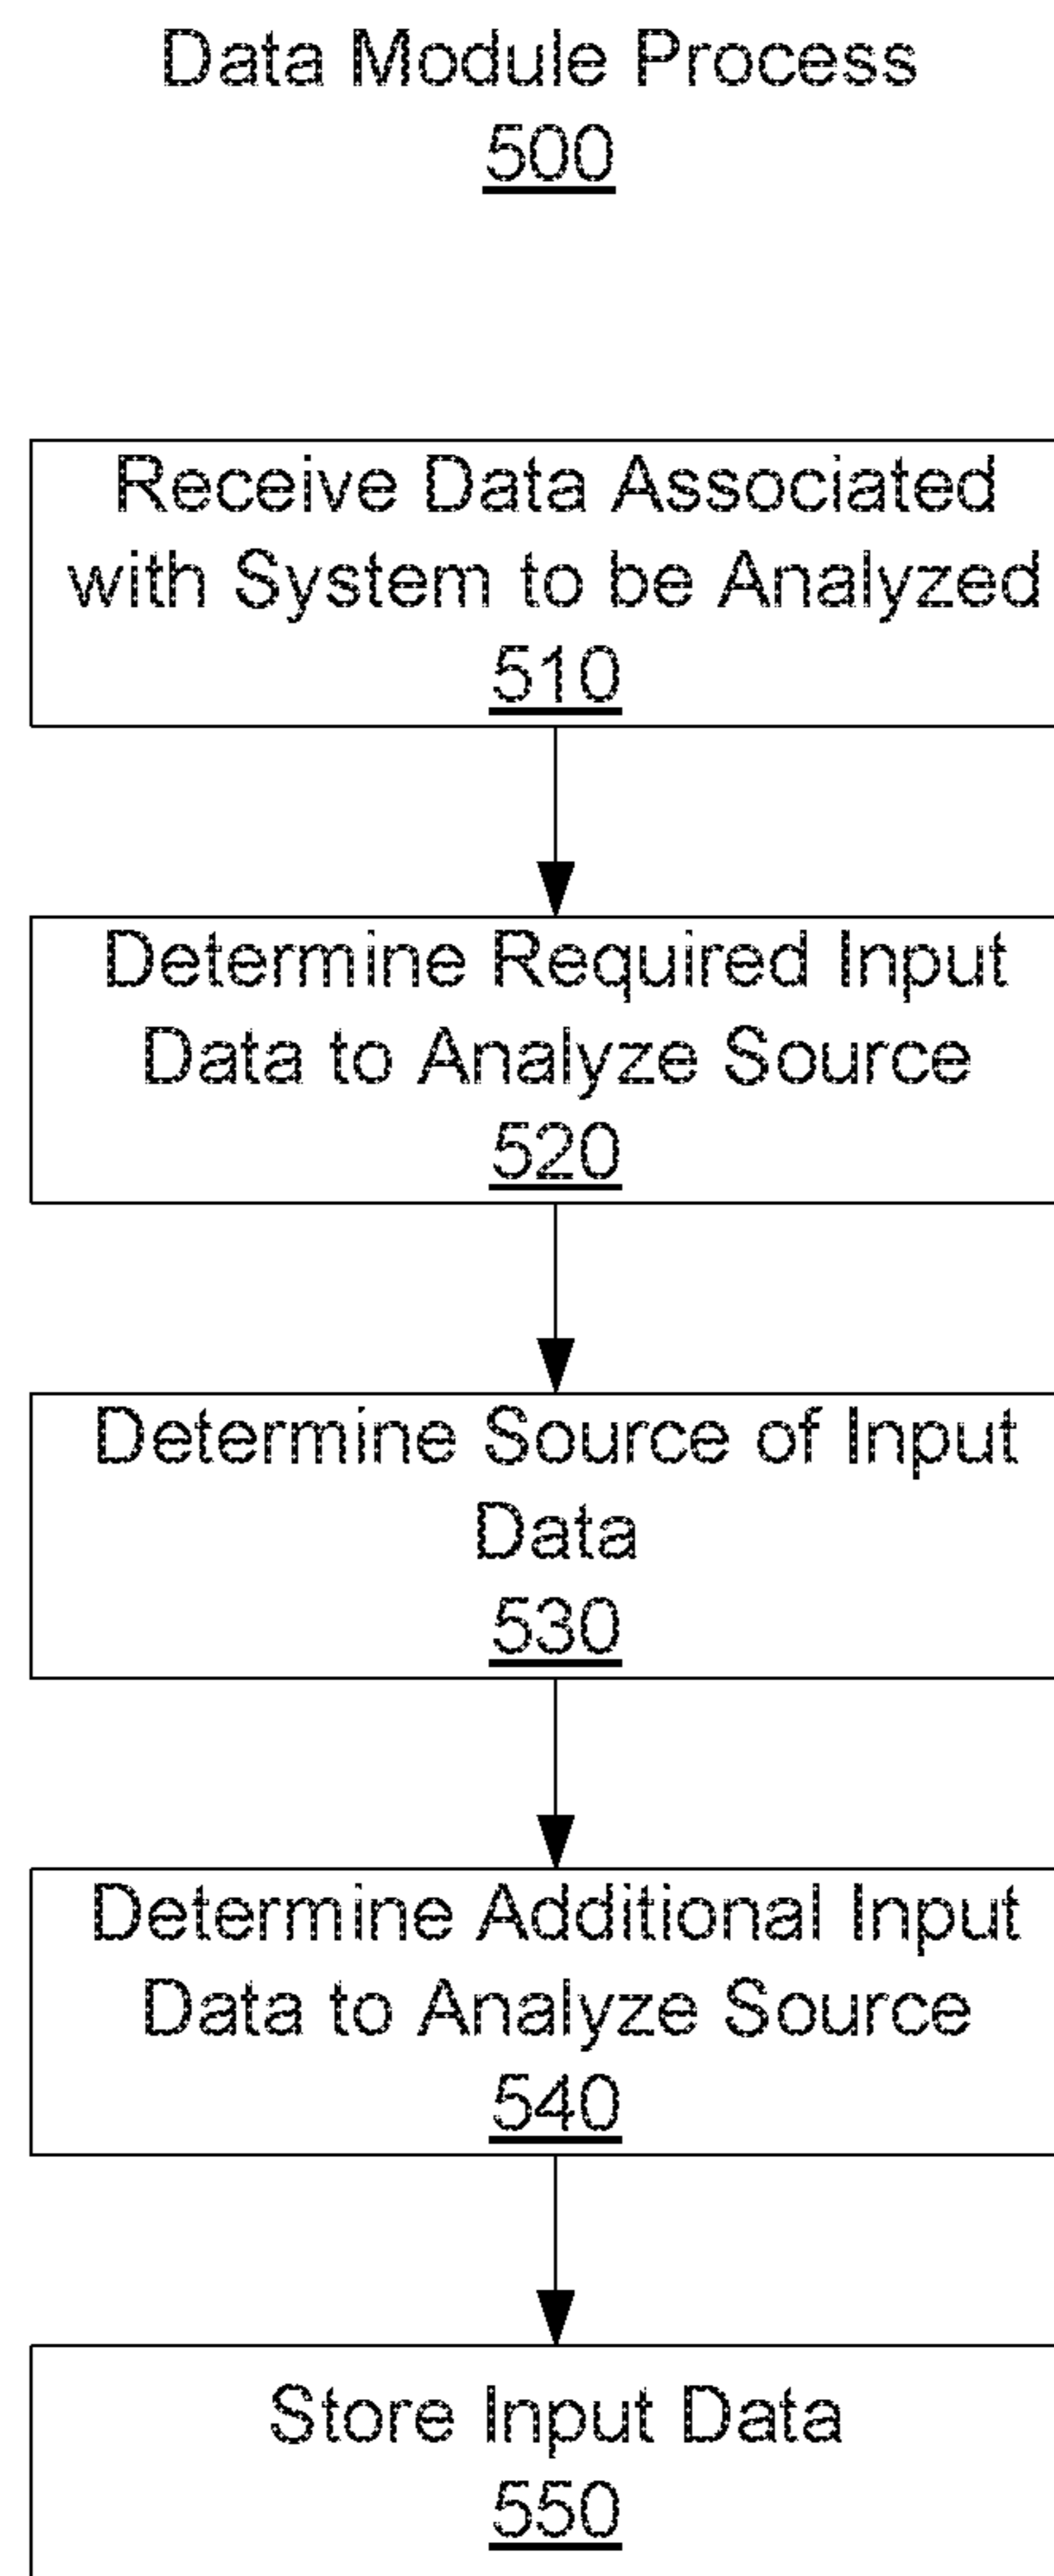 Data Module Process
500
Receive Data Associated
with System to be Analyzed
510
Determine Required Input
Data to Analyze Source
520
Determine Source of Input
Data
530
Determine Additional Input
Data to Analyze Source
540
Store Input Data
550